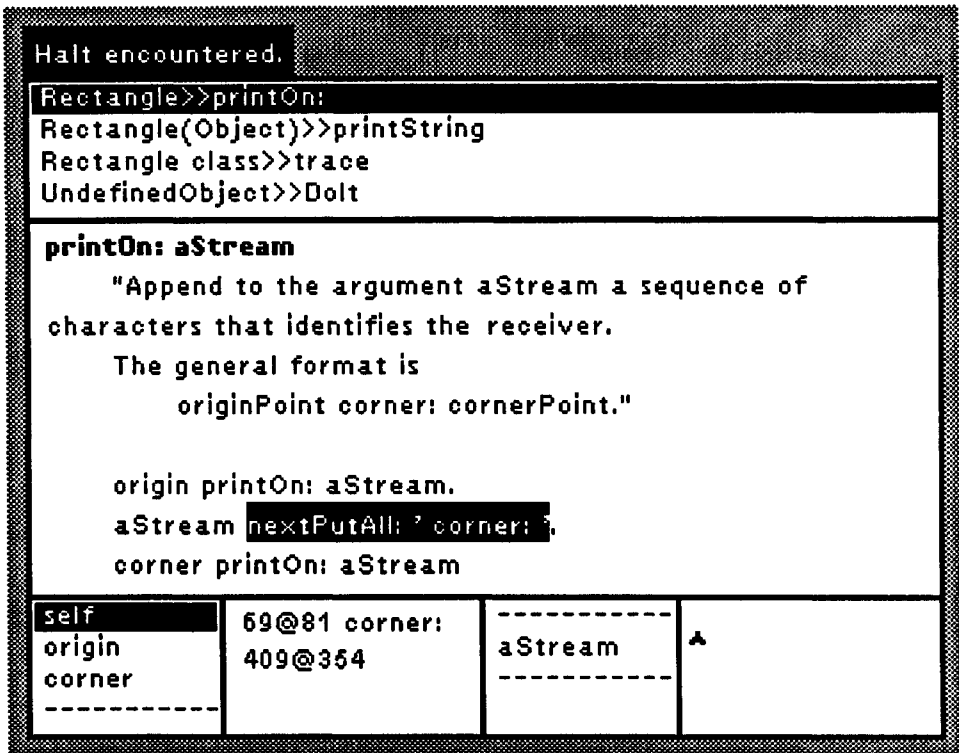 Halt encountered.
Rectangle>>printOn:
Rectangle(Object)>>printString
Rectangle class>>trace
UndefinedObject>>DoIt
printOn: aStream
"Append to the argument aStream a sequence of
characters that identifies the receiver.
The general format is
originPoint corner: cornerPoint."
origin printOn: aStream.
aStream nextPutAll: ' corner: '.
corner printOn: aStream
self
origin
corner
-----------
69@81 corner:
409@354
-----------
aStream
-----------